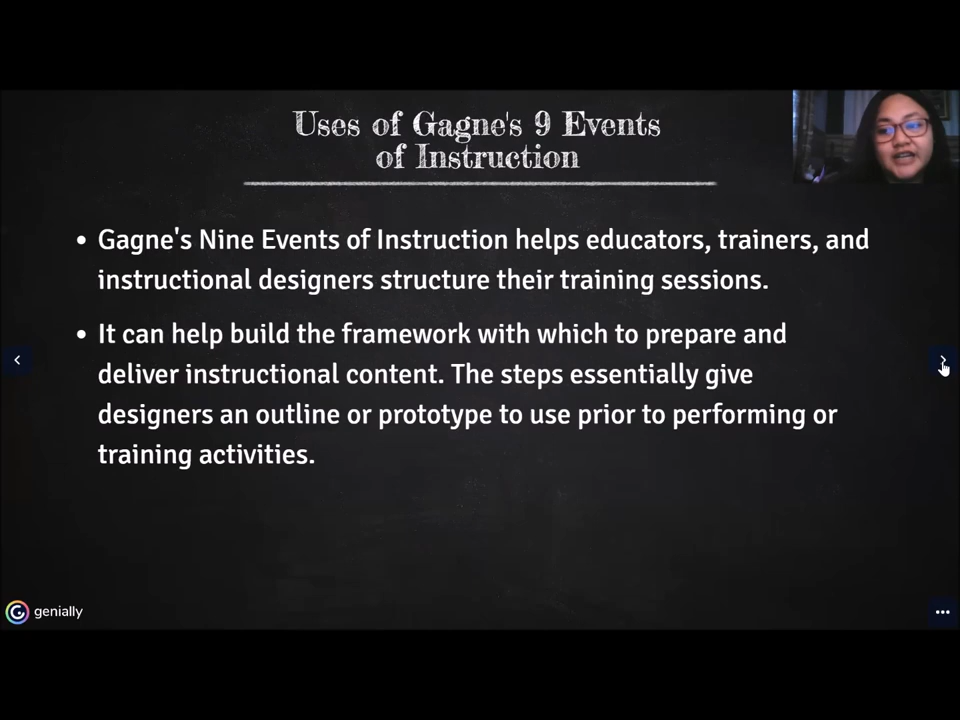 Uses of Gagne's 9 Events
of Instruction
• Gagne's Nine Events of Instruction helps educators, trainers, and
instructional designers structure their training sessions.
• It can help build the framework with which to prepare and
deliver instructional content. The steps essentially give
designers an outline or prototype to use prior to performing or
training activities.
genially